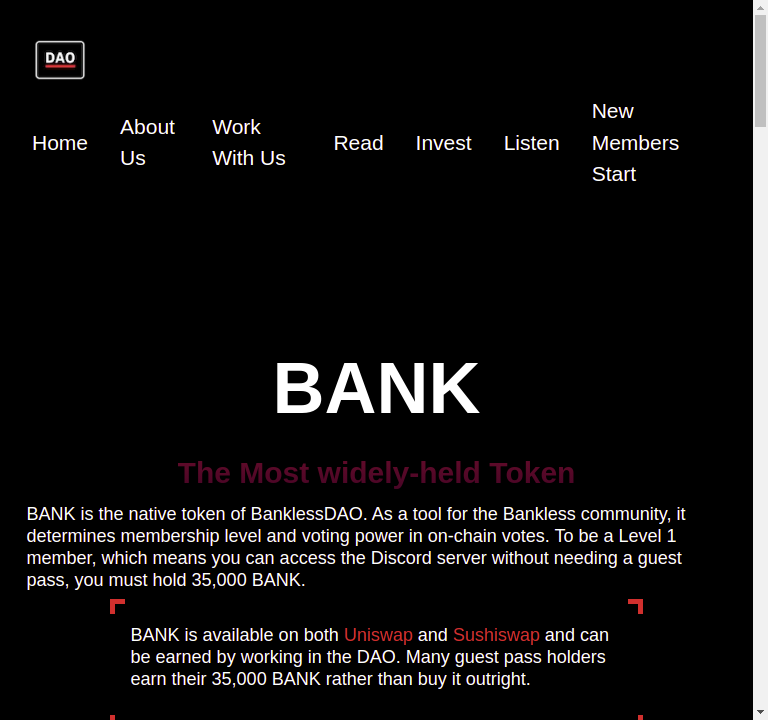 DAO
Home
About Us
Work With Us
Read
Invest
Listen
New Members Start
BANK
The Most widely-held Token
BANK is the native token of BanklessDAO. As a tool for the Bankless community, it
determines membership level and voting power in on-chain votes. To be a Level 1
member, which means you can access the Discord server without needing a guest
pass, you must hold 35,000 BANK.
BANK is available on both Uniswap and Sushiswap and can
be earned by working in the DAO. Many guest pass holders
earn their 35,000 BANK rather than buy it outright.